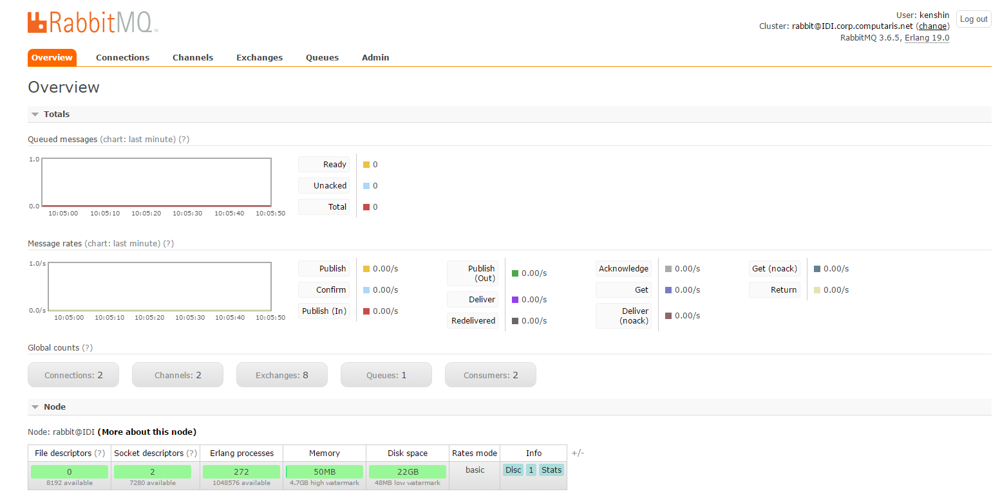 RabbitMQ TM
User: kenshin
Cluster: rabbit@IDI.corp.computaris.net (change)
RabbitMQ 3.6.5, Erlang 19.0
Log out
Overview Connections Channels Exchanges Queues Admin
Overview
Totals
Queued messages (chart: last minute) (?)
1.0
0.0
10:05:00 10:05:10 10:05:20 10:05:30 10:05:40 10:05:50
Ready 0
Unacked 0
Total 0
Message rates (chart: last minute) (?)
1.0/s
0.0/s
10:05:00 10:05:10 10:05:20 10:05:30 10:05:40 10:05:50
Publish 0.00/s
Confirm 0.00/s
Publish (In) 0.00/s
Publish
(Out) 0.00/s
Deliver 0.00/s
Redelivered 0.00/s
Acknowledge 0.00/s
Get 0.00/s
Deliver
(noack) 0.00/s
Get (noack) 0.00/s
Return 0.00/s
Global counts (?)
Connections: 2 Channels: 2 Exchanges: 8 Queues: 1 Consumers: 2
Node
Node: rabbit@IDI (More about this node)
File descriptors (?) Socket descriptors (?) Erlang processes Memory Disk space Rates mode Info +/-
0 2 272 50MB 22GB basic Disc 1 Stats
8192 available 7280 available 1048576 available 4.7GB high watermark 48MB low watermark